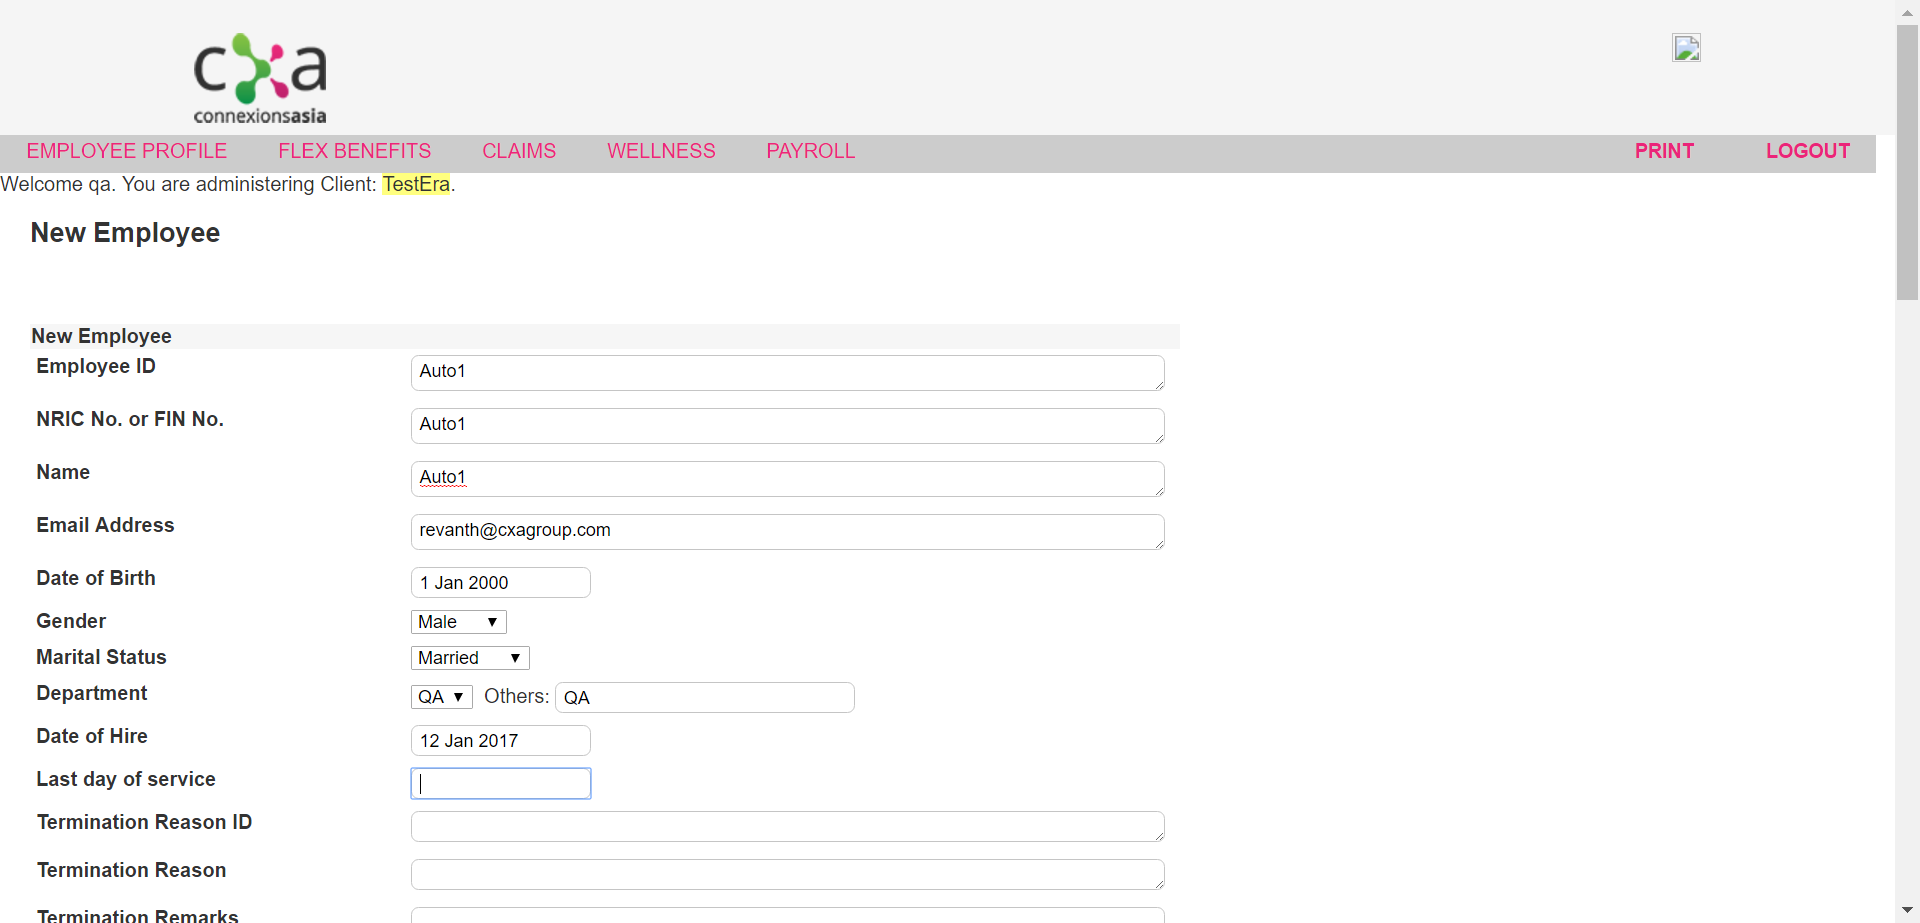 cxa
connexionsasia
EMPLOYEE PROFILE FLEX BENEFITS CLAIMS WELLNESS PAYROLL PRINT LOGOUT
Welcome qa. You are administering Client: TestEra.
New Employee
New Employee
Employee ID Auto1
NRIC No. or FIN No. Auto1
Name Auto1
Email Address revanth@cxagroup.com
Date of Birth 1 Jan 2000
Gender Male
Marital Status Married
Department QA Others: QA
Date of Hire 12 Jan 2017
Last day of service
Termination Reason ID
Termination Reason
Termination Remarks